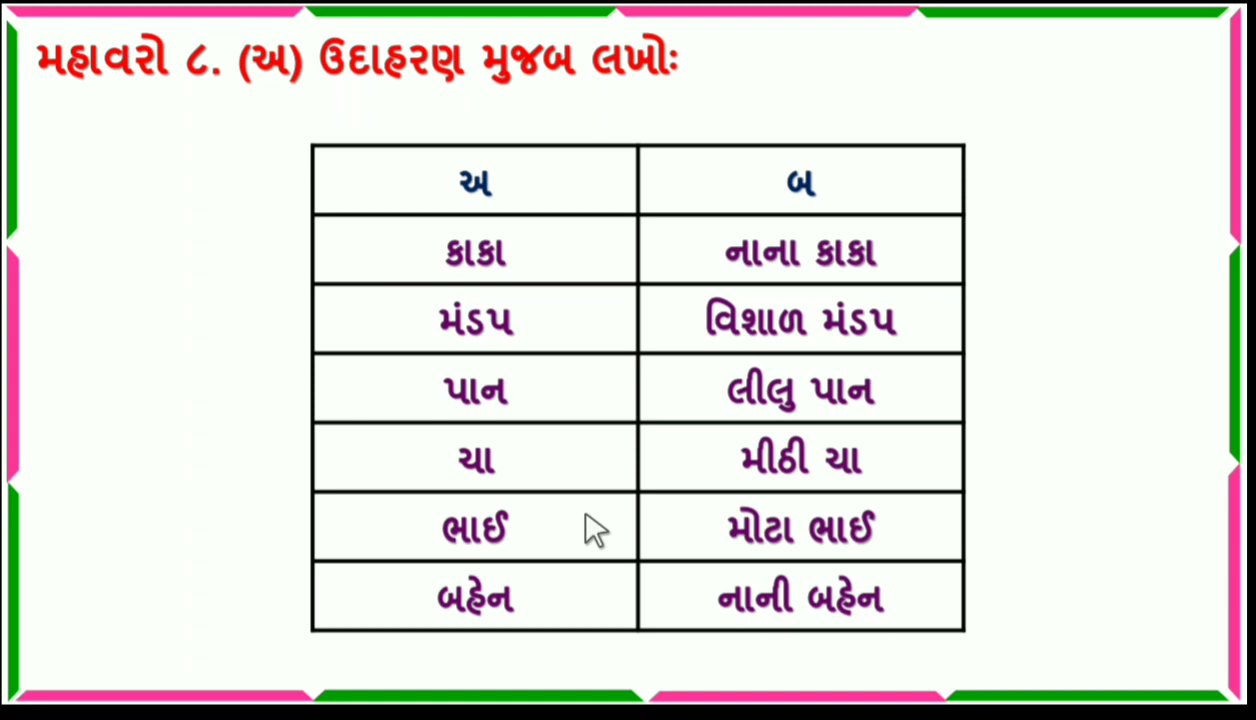 મહાવરો ૮. (અ) ઉદાહરણ મુજબ લખોઃ
અ બ
કાકા નાના કાકા
મંડપ વિશાળ મંડપ
પાન લીલુ પાન
ચા મીઠી ચા
ભાઈ મોટા ભાઈ
બહેન નાની બહેન